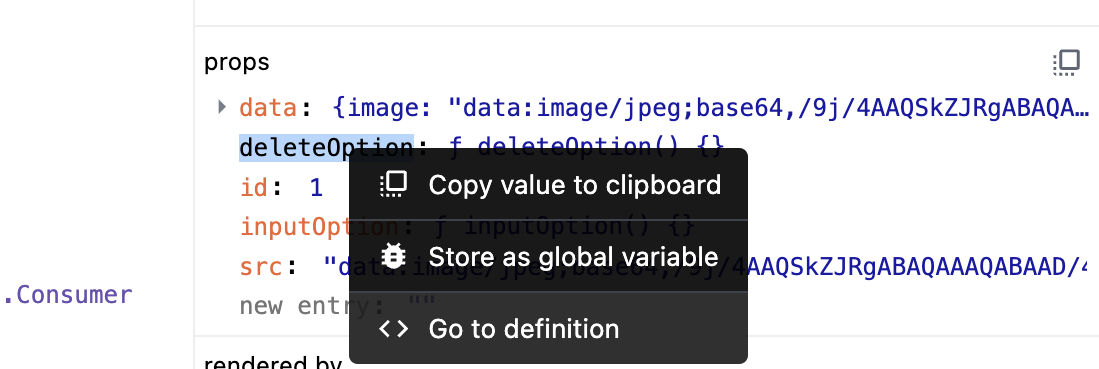 props
data: {image: "data:image/jpeg;base64,/9j/4AAQSkZJRgABAQA…
deleteOption: ƒ deleteOption() {}
Copy value to clipboard
id: 1
inputOption: ƒ inputOption() {}
Store as global variable
src: "data:image/jpeg;base64,/9j/4AAQSkZJRgABAQAAAQABAAD/4
.Consumer
new entry: ""
Go to definition
rendered by